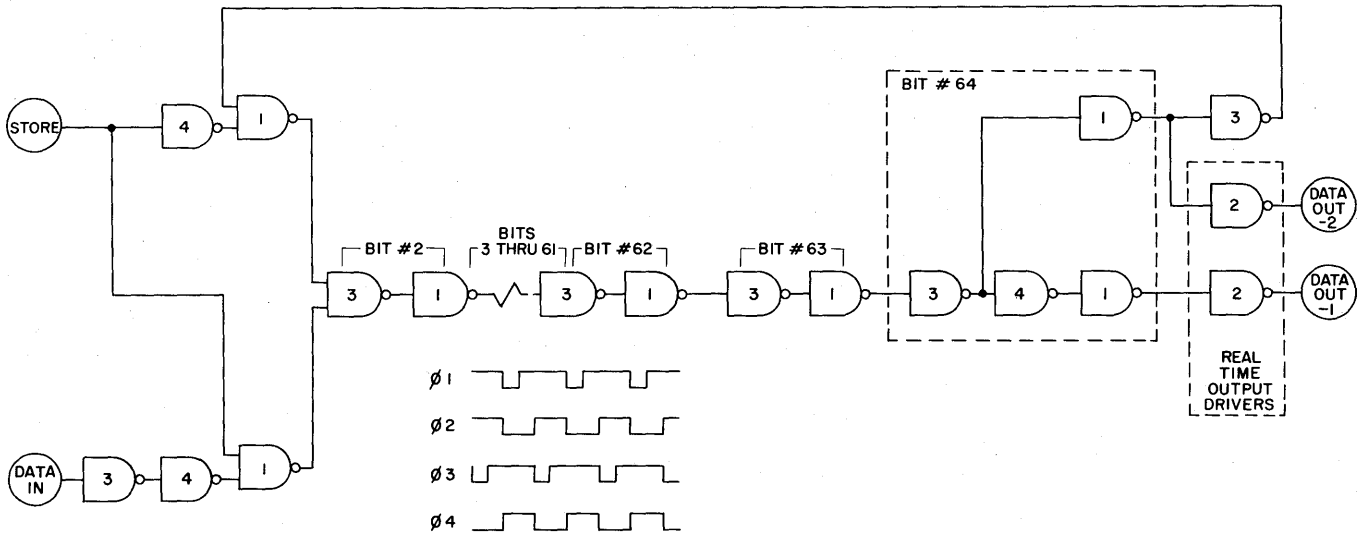 BIT # 64
STORE
4
1
1
3
2
DATA
OUT
-2
BIT #2
BITS
3 THRU 61
BIT #62
BIT #63
3
1
3
1
3
1
3
4
1
2
DATA
OUT
-1
REAL
TIME
OUTPUT
DRIVERS
Ø1
Ø2
Ø3
Ø4
DATA
IN
3
4
1